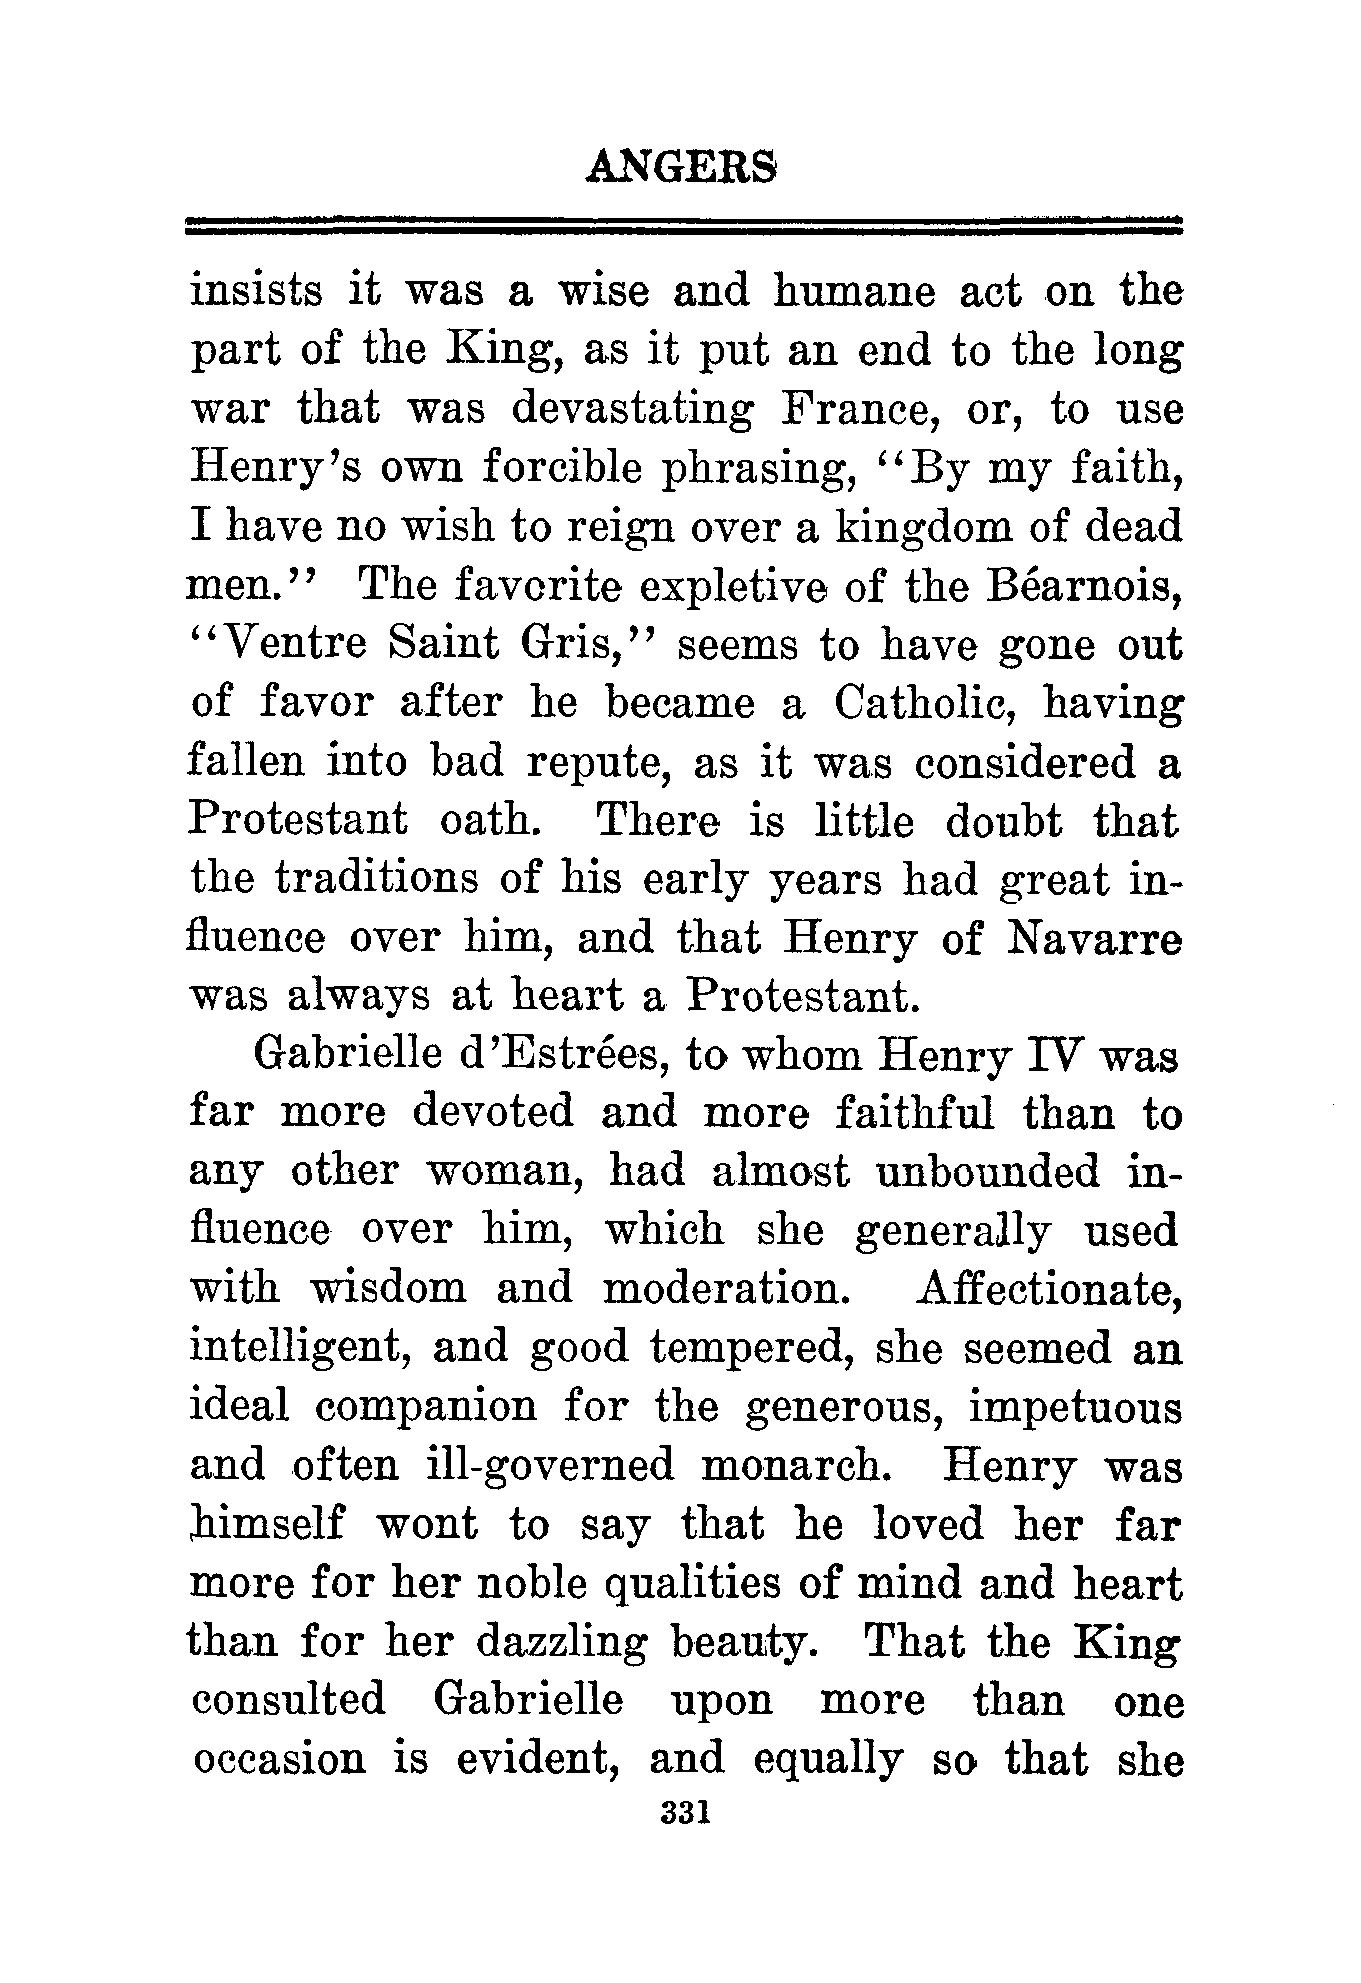 ANGERS
insists it was a wise and humane act on the
part of the King, as it put an end to the long
war that was devastating France, or, to use
Henry's own forcible phrasing, "By my faith,
I have no wish to reign over a kingdom of dead
men." The favorite expletive of the Béarnois,
"Ventre Saint Gris," seems to have gone out
of favor after he became a Catholic, having
fallen into bad repute, as it was considered a
Protestant oath. There is little doubt that
the traditions of his early years had great in-
fluence over him, and that Henry of Navarre
was always at heart a Protestant.
Gabrielle d'Estrées, to whom Henry IV was
far more devoted and more faithful than to
any other woman, had almost unbounded in-
fluence over him, which she generally used
with wisdom and moderation. Affectionate,
intelligent, and good tempered, she seemed an
ideal companion for the generous, impetuous
and often ill-governed monarch. Henry was
himself wont to say that he loved her far
more for her noble qualities of mind and heart
than for her dazzling beauty. That the King
consulted Gabrielle upon more than one
occasion is evident, and equally so that she
331